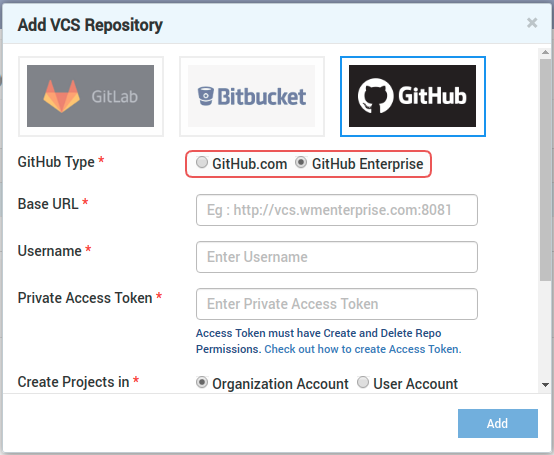 Add VCS Repository ×
GitLab Bitbucket GitHub
GitHub Type * GitHub.com GitHub Enterprise
Base URL * Eg : http://vcs.wmenterprise.com:8081
Username * Enter Username
Private Access Token * Enter Private Access Token
Access Token must have Create and Delete Repo
Permissions. Check out how to create Access Token.
Create Projects in * Organization Account User Account
Add